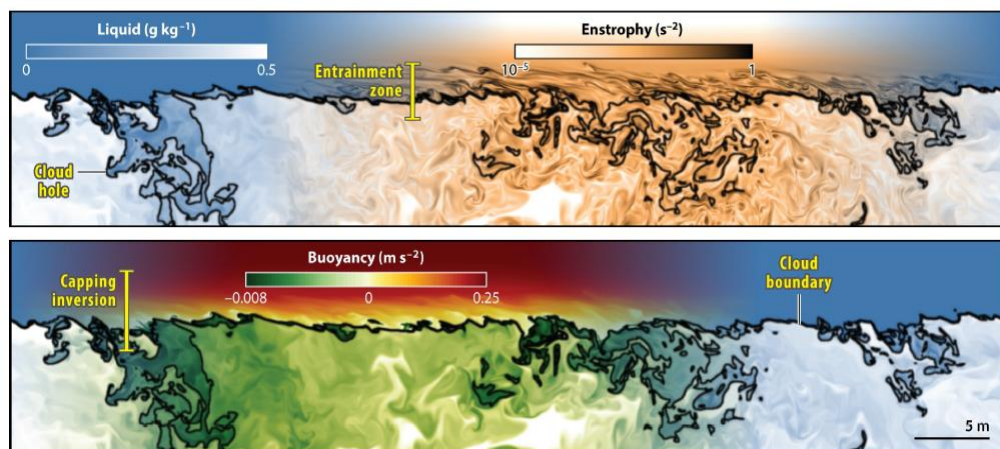 Liquid (g kg⁻¹)
0
0.5
Enstrophy (s⁻²)
10⁻⁵
1
Entrainment
zone
Cloud
hole
Buoyancy (m s⁻²)
−0.008
0
0.25
Capping
inversion
Cloud
boundary
5 m